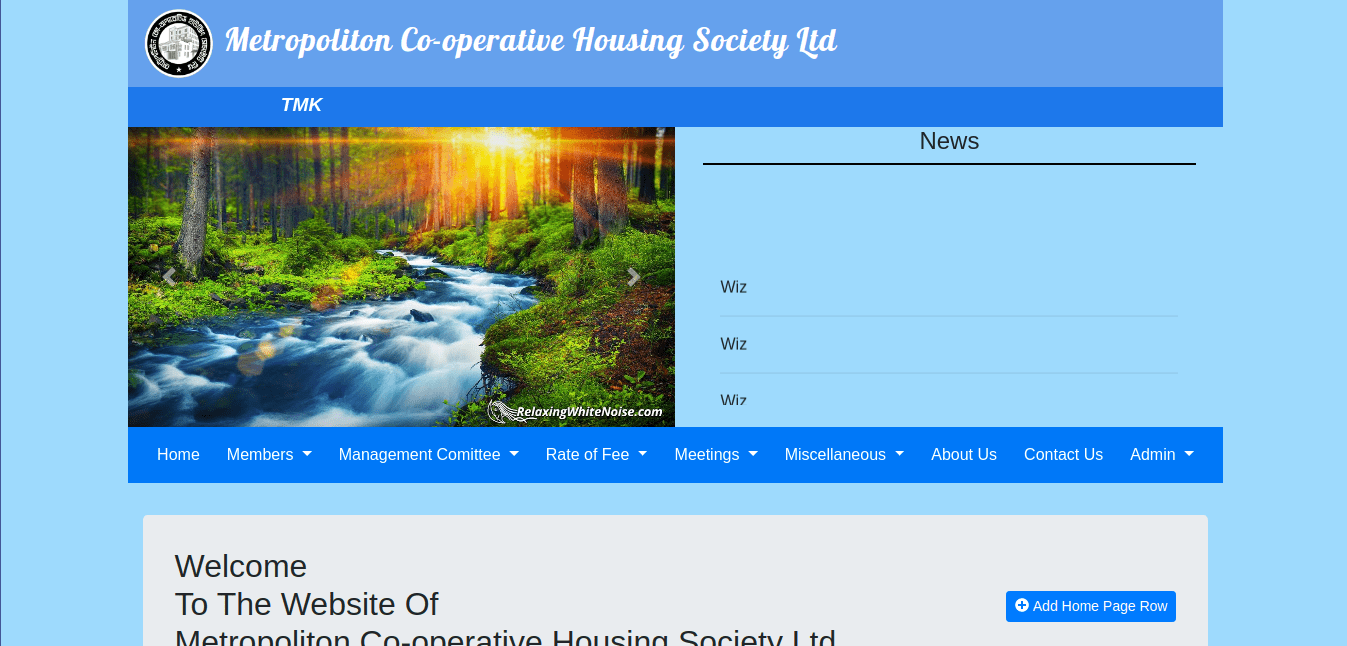 Metropoliton Co-operative Housing Society Ltd
TMK
News
Wiz
Wiz
Wiz
RelaxingWhiteNoise.com
Home Members Management Comittee Rate of Fee Meetings Miscellaneous About Us Contact Us Admin
Welcome
To The Website Of
Add Home Page Row
Metropoliton Co-operative Housing Society Ltd